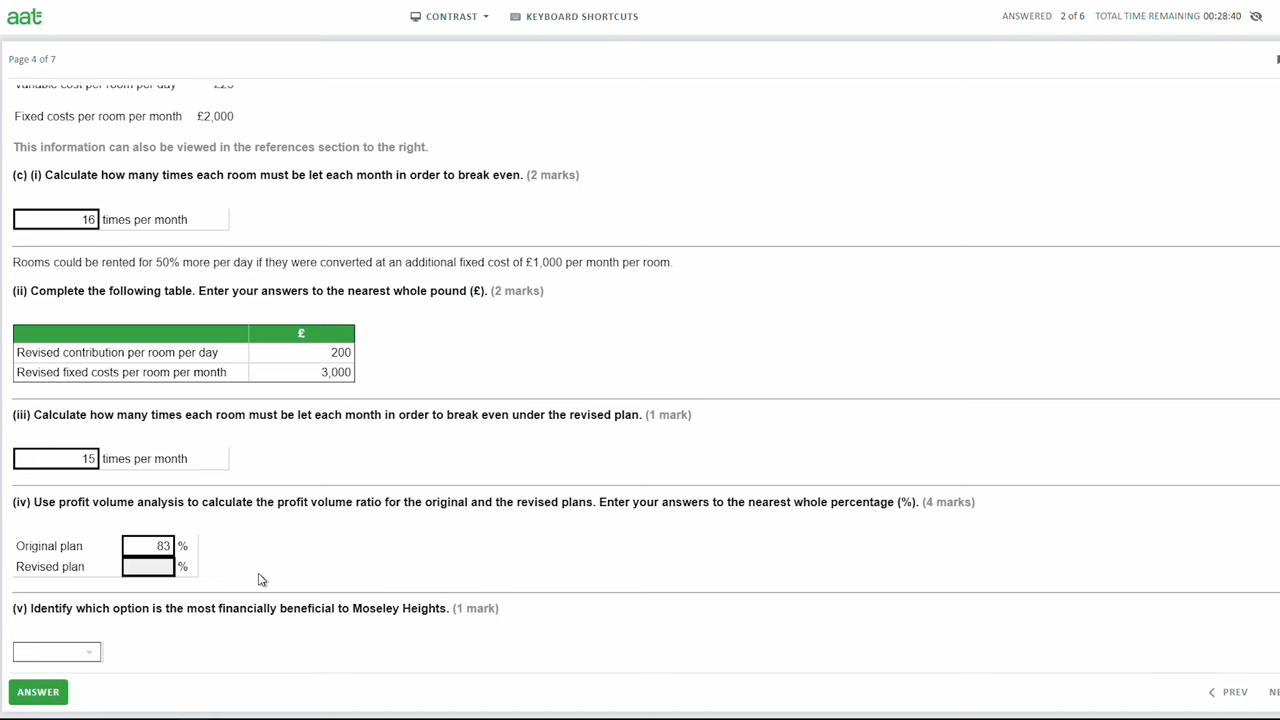 aat
CONTRAST
KEYBOARD SHORTCUTS
ANSWERED 2 of 6 TOTAL TIME REMAINING 00:28:40
Page 4 of 7
Variable cost per room per day £25
Fixed costs per room per month £2,000
This information can also be viewed in the references section to the right.
(c) (i) Calculate how many times each room must be let each month in order to break even. (2 marks)
16 times per month
Rooms could be rented for 50% more per day if they were converted at an additional fixed cost of £1,000 per month per room.
(ii) Complete the following table. Enter your answers to the nearest whole pound (£). (2 marks)
£
Revised contribution per room per day 200
Revised fixed costs per room per month 3,000
(iii) Calculate how many times each room must be let each month in order to break even under the revised plan. (1 mark)
15 times per month
(iv) Use profit volume analysis to calculate the profit volume ratio for the original and the revised plans. Enter your answers to the nearest whole percentage (%). (4 marks)
Original plan 83 %
Revised plan %
(v) Identify which option is the most financially beneficial to Moseley Heights. (1 mark)
ANSWER
PREV
NE